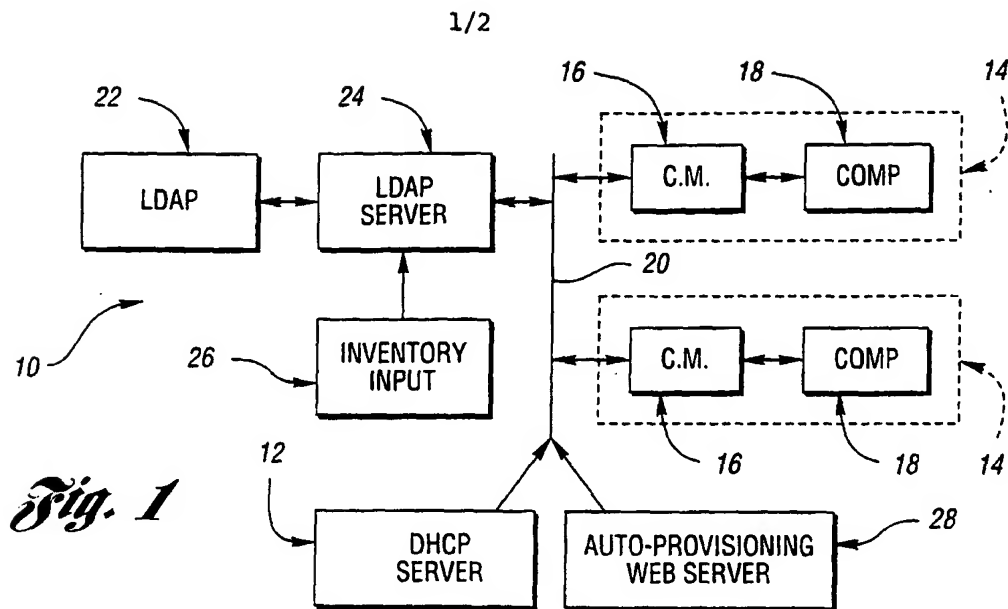 1/2
16
18
14
22
24
LDAP
LDAP
SERVER
C.M.
COMP
20
10
26
INVENTORY
INPUT
C.M.
COMP
12
16
18
14
Fig. 1
DHCP
SERVER
AUTO-PROVISIONING
WEB SERVER
28